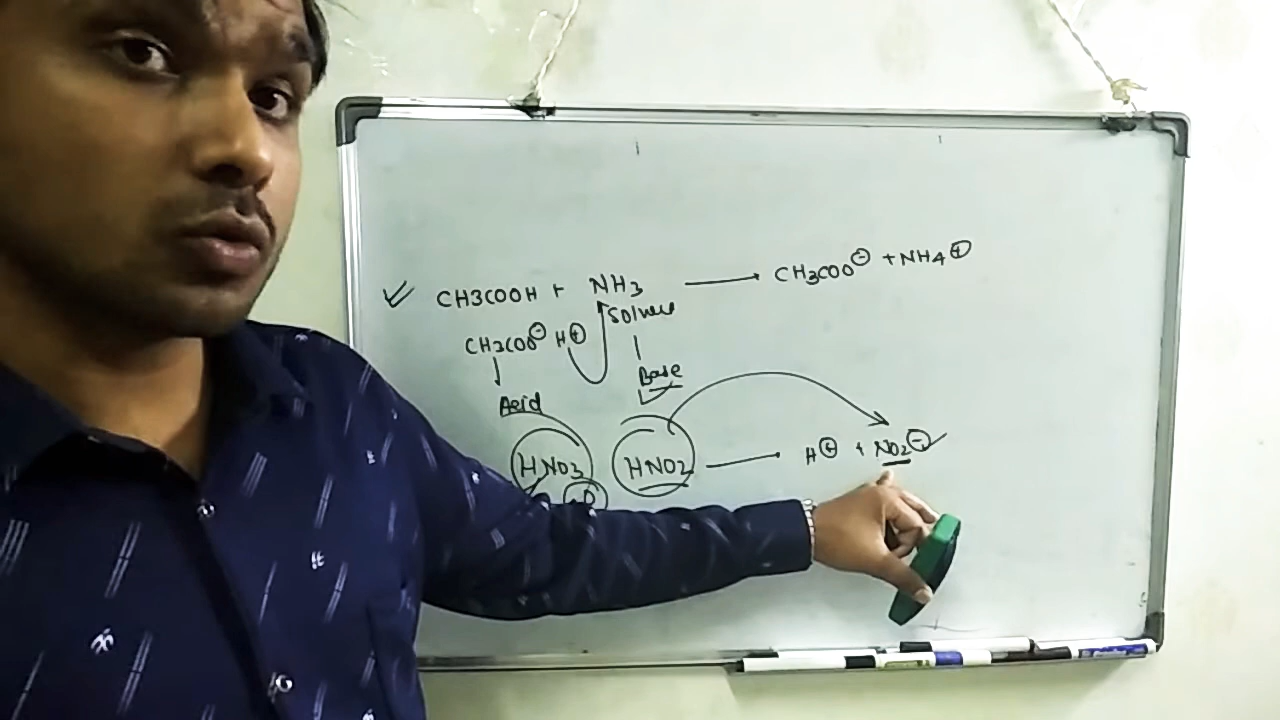 CH3COOH + NH3 → CH3COO⊖ + NH4⊕
Solvent
CH3COO⊖ H⊕
Base
Acid
HNO3 HNO2 → H⊕ + NO2⊖